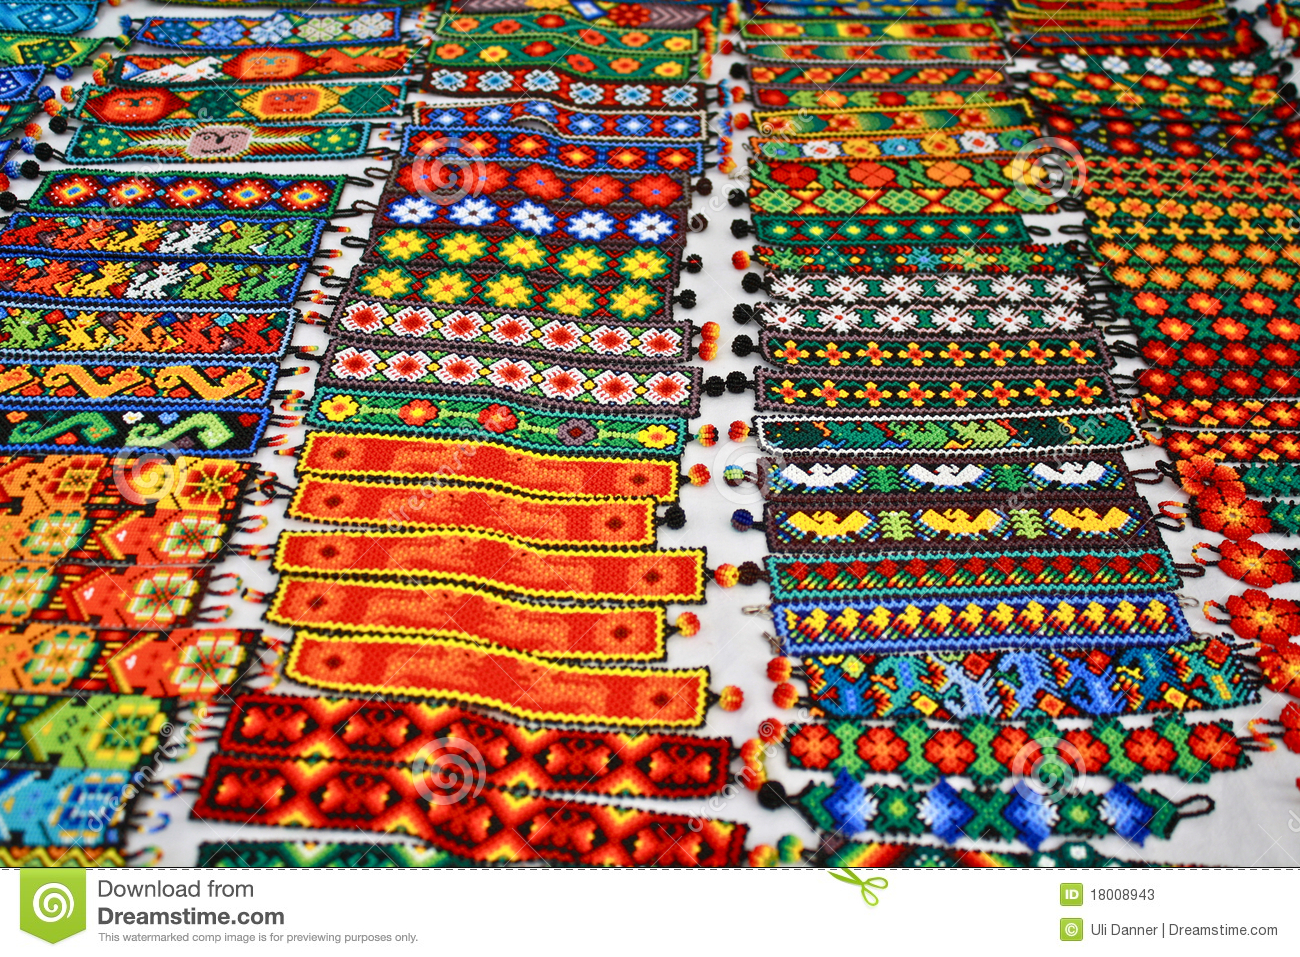 Download from
Dreamstime.com
This watermarked comp image is for previewing purposes only.
ID 18008943
© Uli Danner | Dreamstime.com
dreamstime